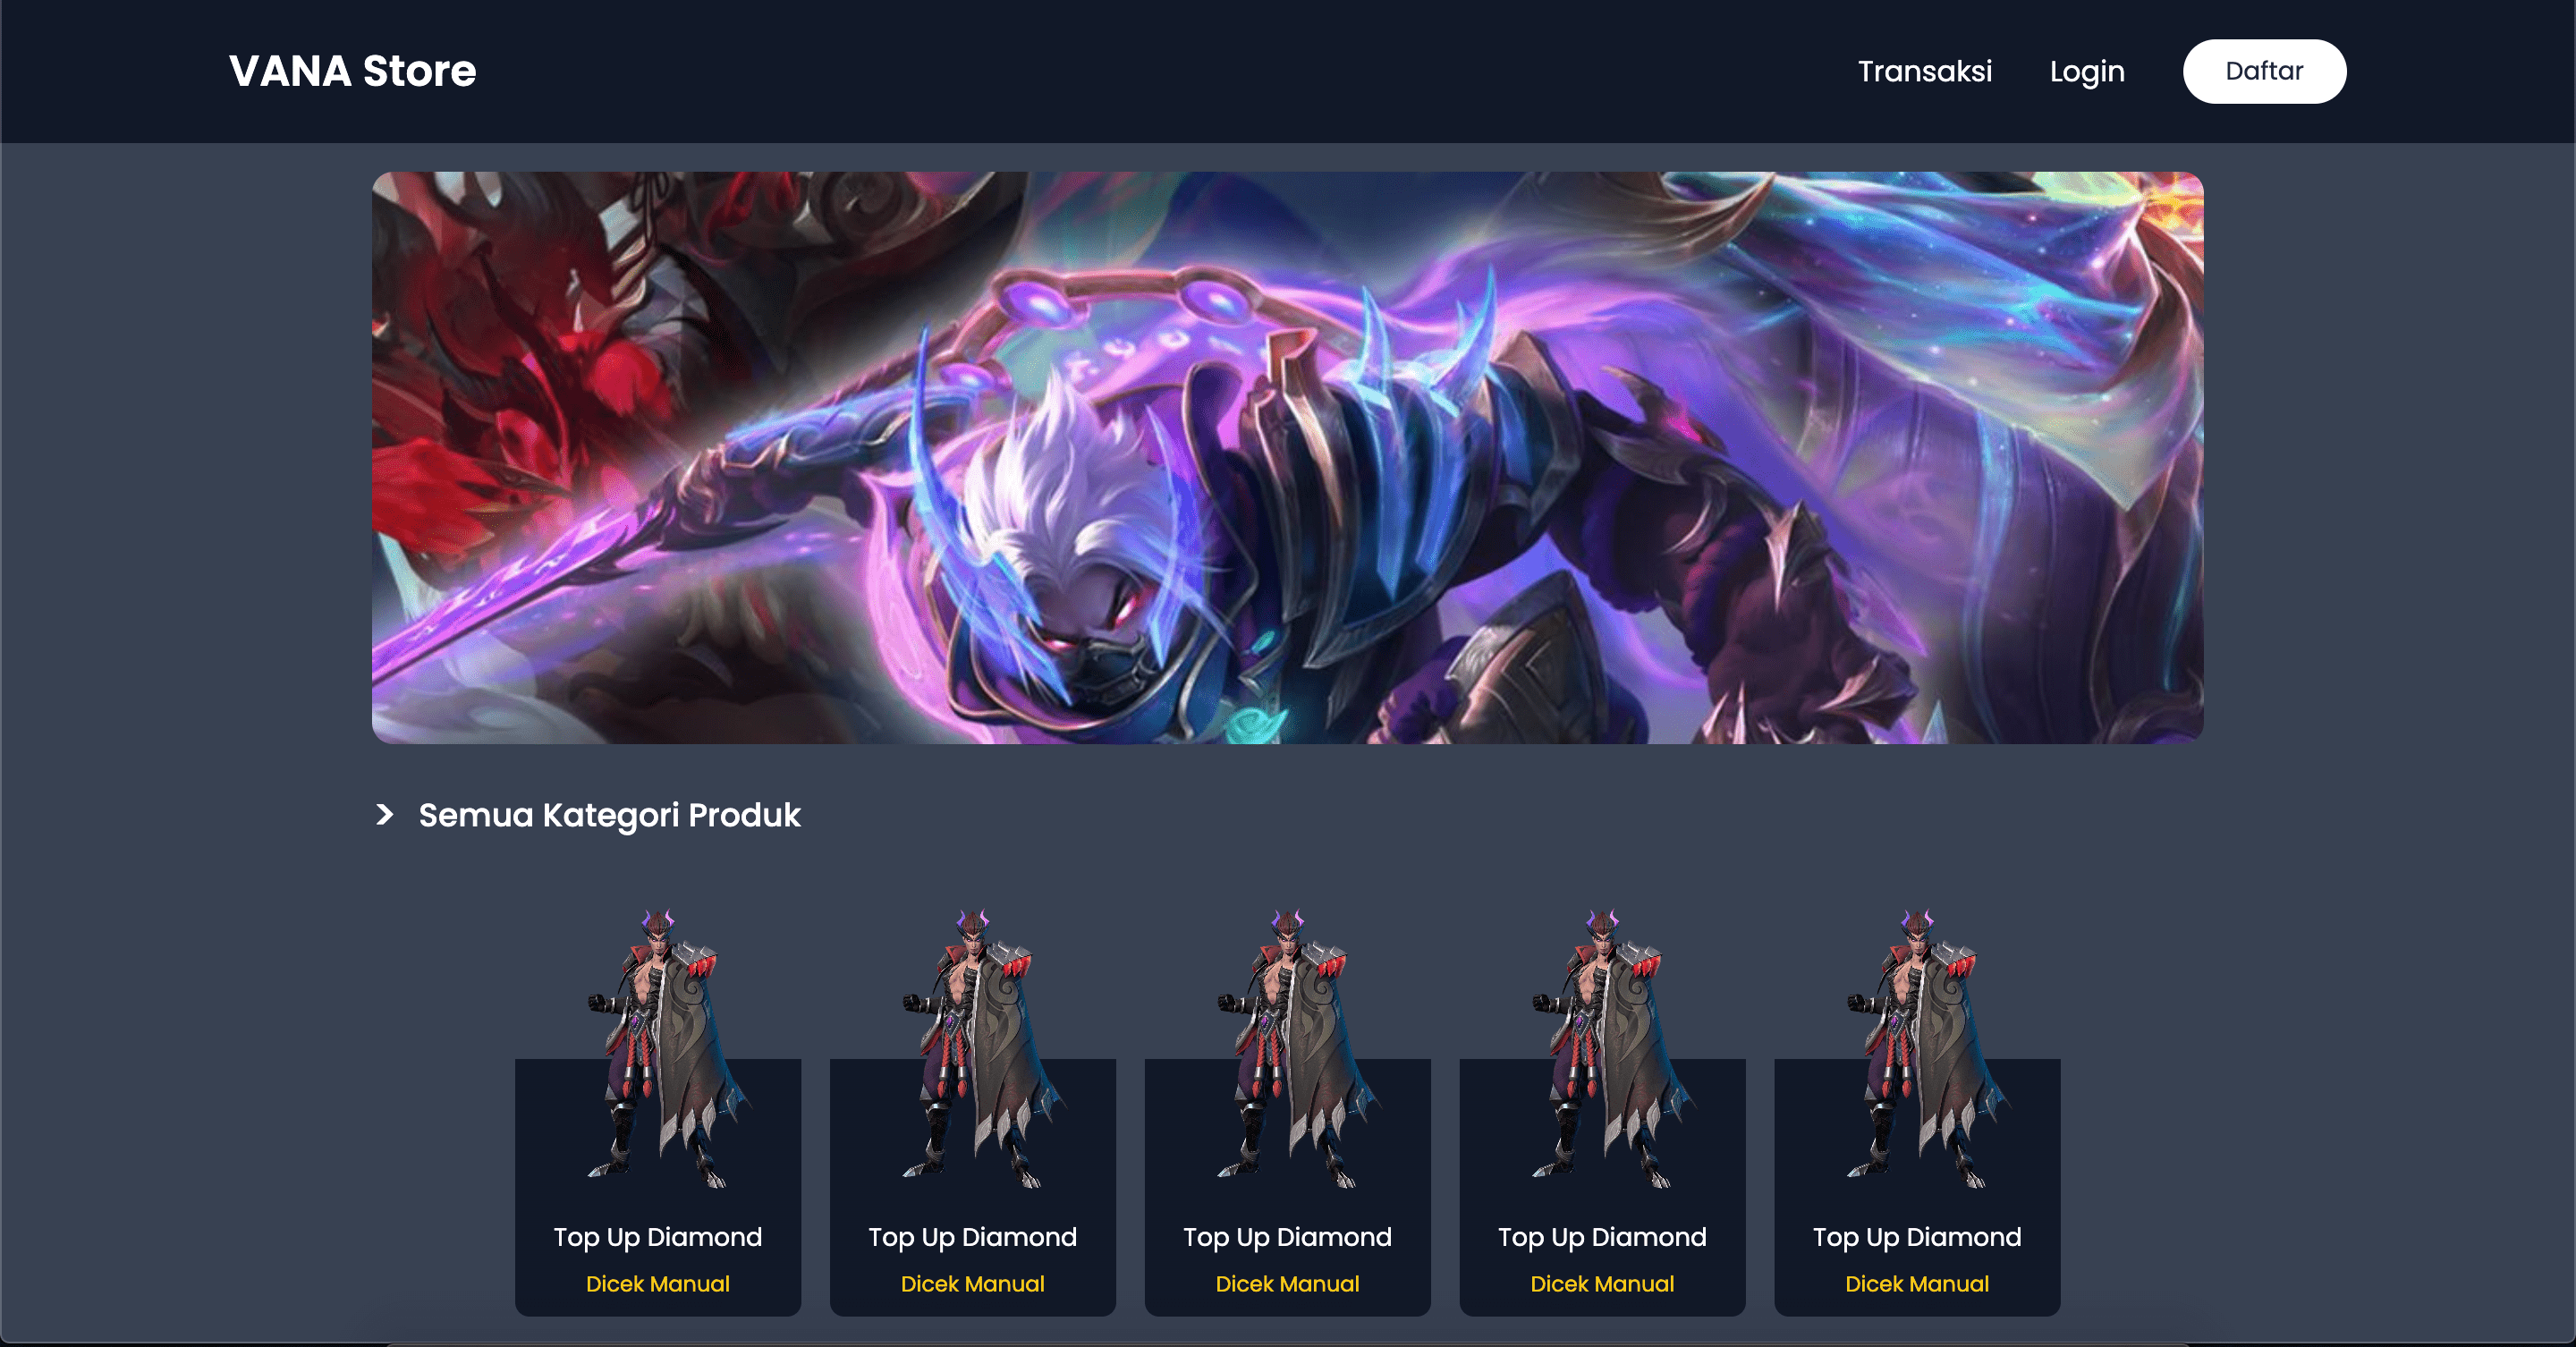 VANA Store
Transaksi
Login
Daftar
> Semua Kategori Produk
Top Up Diamond
Dicek Manual
Top Up Diamond
Dicek Manual
Top Up Diamond
Dicek Manual
Top Up Diamond
Dicek Manual
Top Up Diamond
Dicek Manual